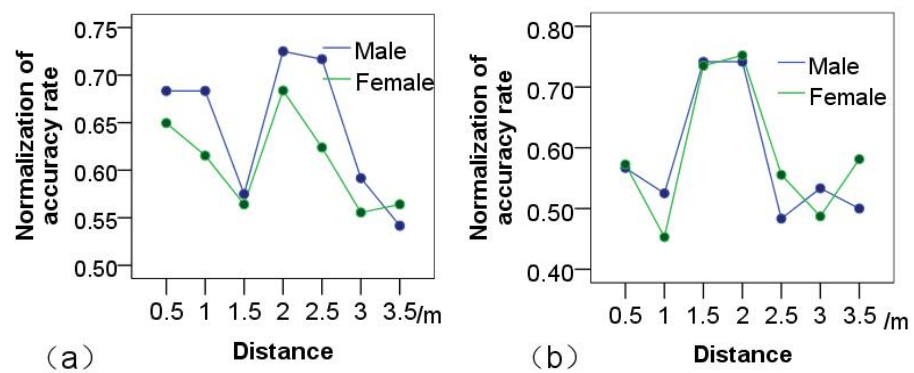 0.75
0.70
0.65
0.60
0.55
0.50
Normalization of
accuracy rate
Male
Female
0.5 1 1.5 2 2.5 3 3.5 /m
Distance
(a)
0.80
0.70
0.60
0.50
0.40
Normalization of
accuracy rate
Male
Female
0.5 1 1.5 2 2.5 3 3.5 /m
Distance
(b)